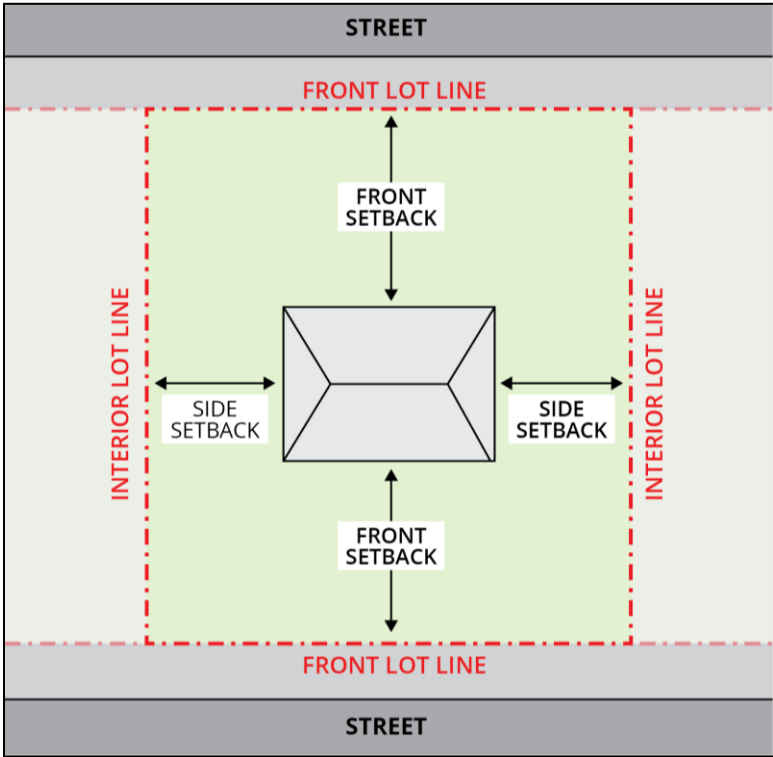 STREET
FRONT LOT LINE
FRONT
SETBACK
INTERIOR LOT LINE
SIDE
SETBACK
SIDE
SETBACK
INTERIOR LOT LINE
FRONT
SETBACK
FRONT LOT LINE
STREET